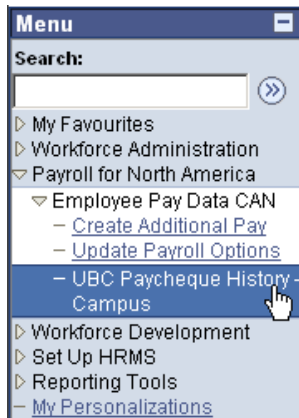 Menu
Search:
My Favourites
Workforce Administration
Payroll for North America
Employee Pay Data CAN
– Create Additional Pay
– Update Payroll Options
– UBC Paycheque History -
Campus
Workforce Development
Set Up HRMS
Reporting Tools
– My Personalizations